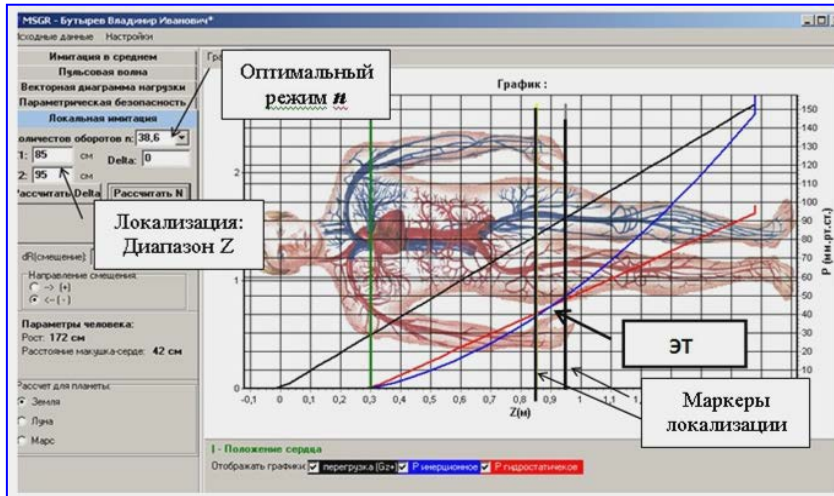 MSGR - Бутырев Владимир Иванович*
Исходные данные Настройки
Имитация в среднем
Пульсовая волна
Векторная диаграмма нагрузки
Параметрическая безопасность
Локальная имитация
количестов оборотов n: 38,6
Z1: 85 см Delta: 0
Z2: 95 см
Рассчитать Delta Рассчитать N
Оптимальный
режим n
Локализация:
Диапазон Z
dR(смещение):
Направление смещения:
-> (+)
<- (-)
Параметры человека:
Рост: 172 см
Расстояние макушка-серде: 42 см
Рассчет для планеты:
Земля
Луна
Марс
График :
2
1
0
150
140
130
120
110
100
90
80
70
60
50
40
30
20
10
P (мм.рт.ст.)
-0,1 0 0,1 0,2 0,3 0,4 0,5 0,6 0,7 0,8 0,9 1 1,1 1,2
Z(м)
ЭТ
Маркеры
локализации
| - Положение сердца
Отображать графики: перегрузка (Gz+) P инерционное P гидростатичекое